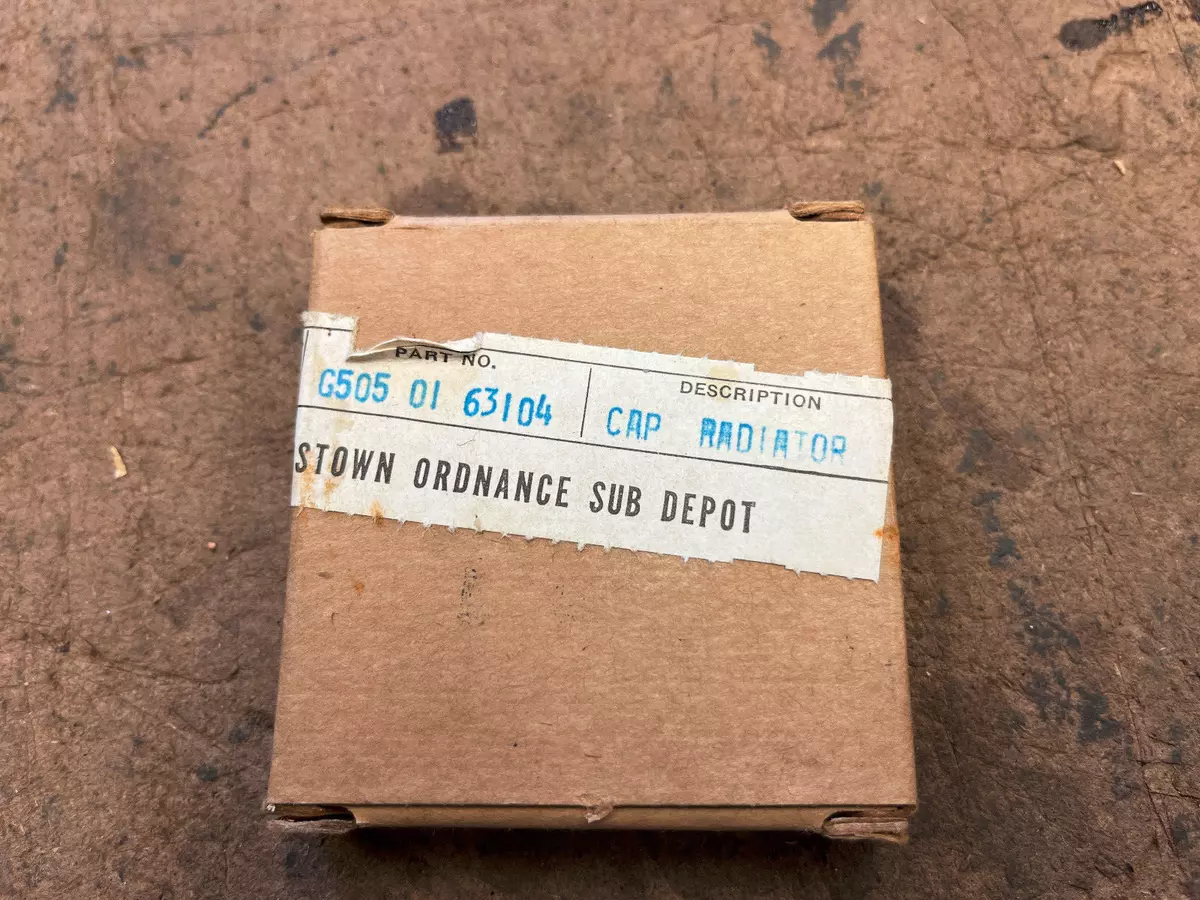 PART NO. DESCRIPTION
G505 01 63104 CAP RADIATOR
STOWN ORDNANCE SUB DEPOT